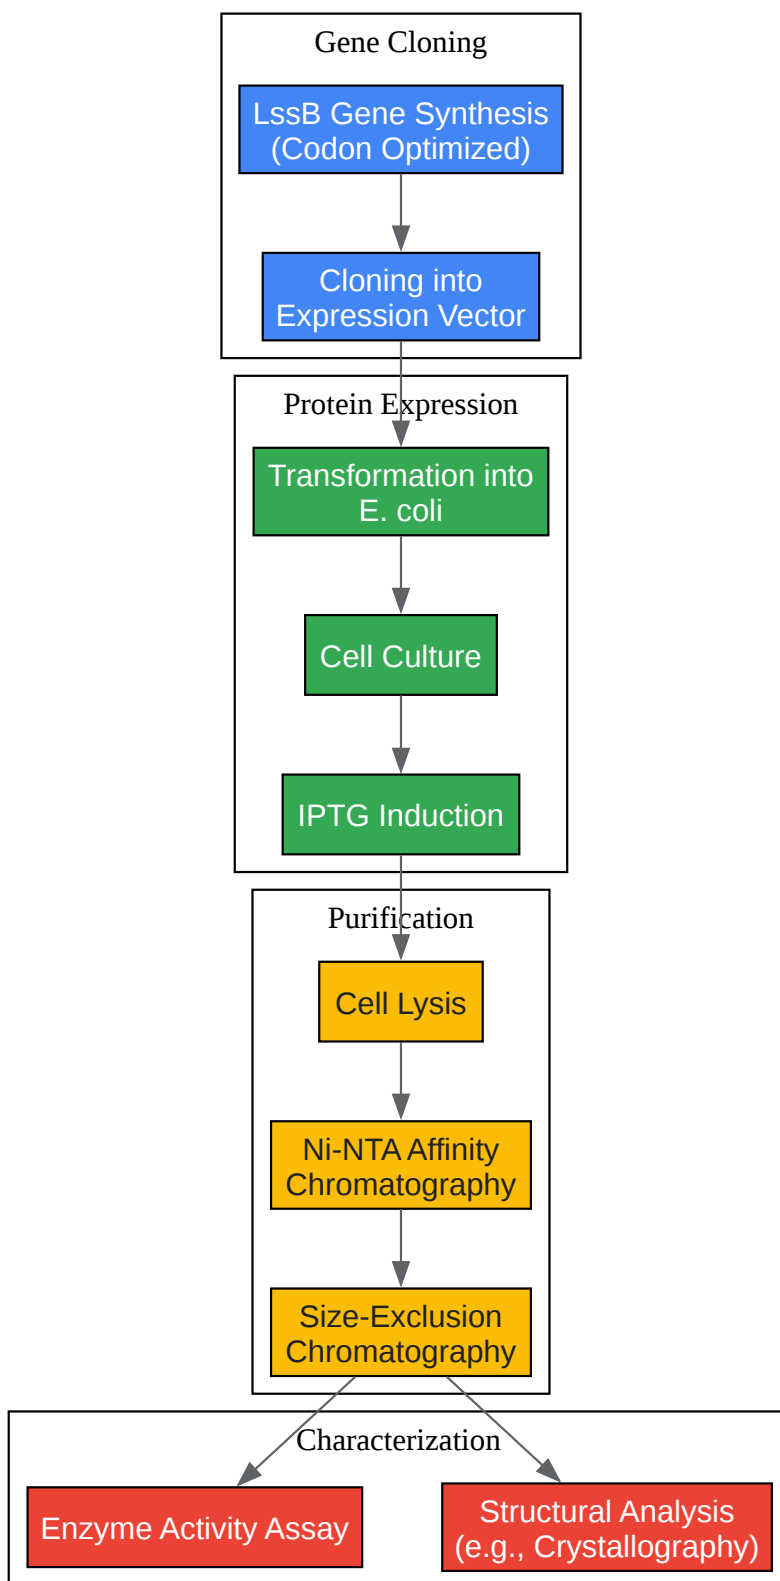 Gene Cloning
LssB Gene Synthesis
(Codon Optimized)
Cloning into
Expression Vector
Protein Expression
Transformation into
E. coli
Cell Culture
IPTG Induction
Purification
Cell Lysis
Ni-NTA Affinity
Chromatography
Size-Exclusion
Chromatography
Characterization
Enzyme Activity Assay
Structural Analysis
(e.g., Crystallography)